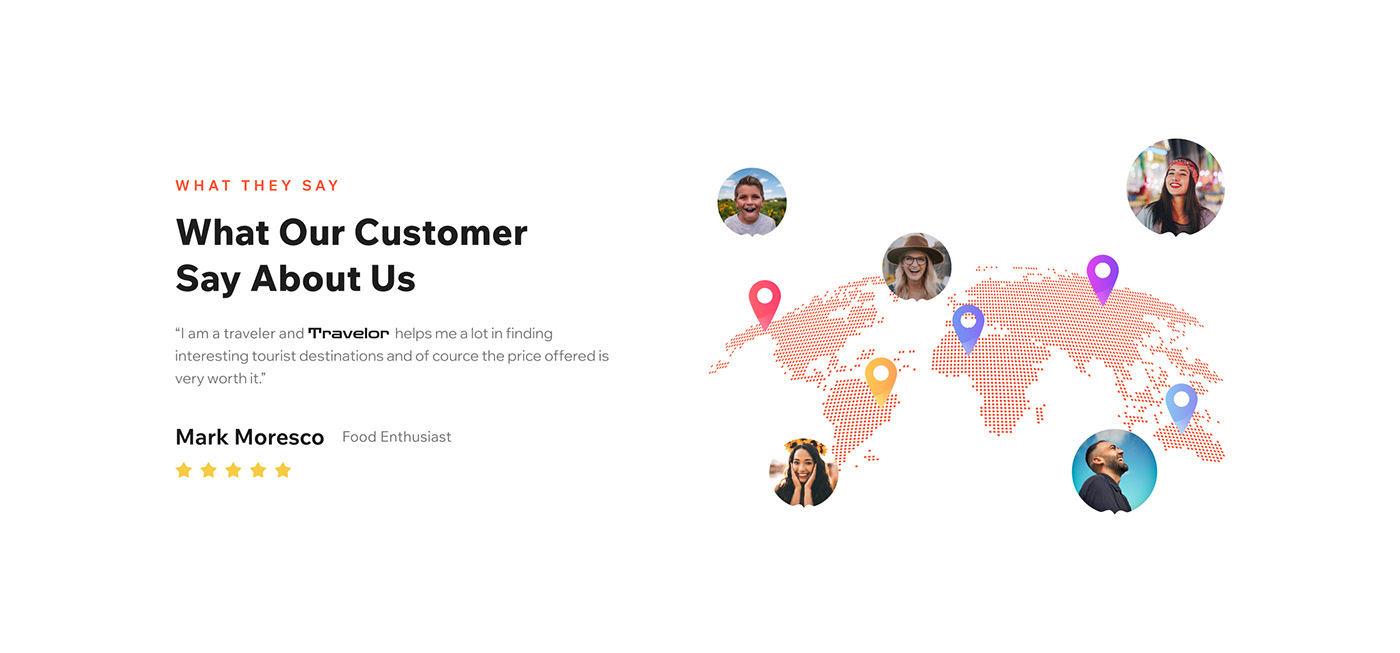 WHAT THEY SAY
What Our Customer
Say About Us
“I am a traveler and Travelor helps me a lot in finding
interesting tourist destinations and of cource the price offered is
very worth it.”
Mark Moresco Food Enthusiast